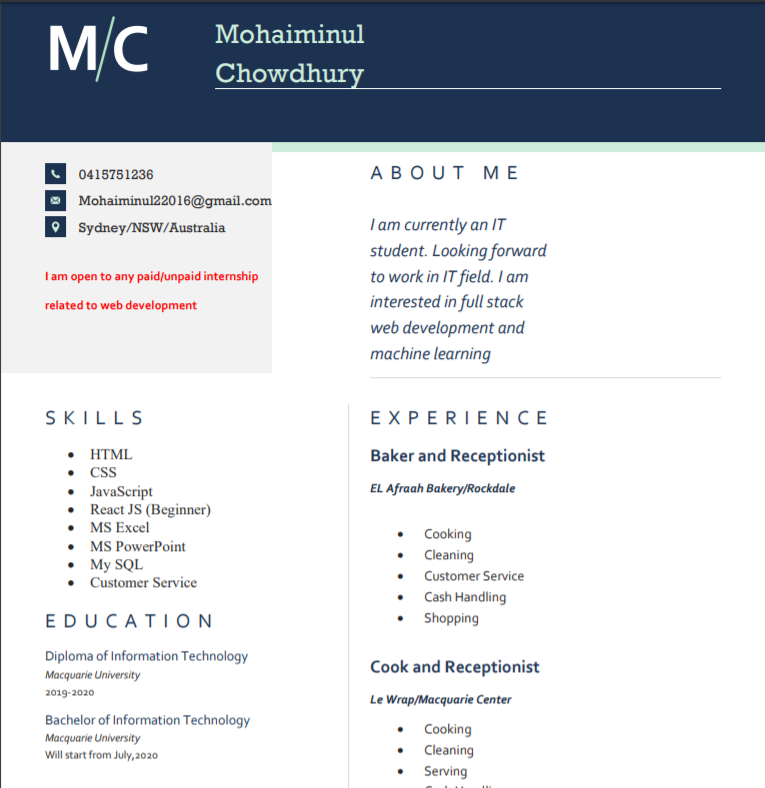 M/C
Mohaiminul
Chowdhury
0415751236
Mohaiminul22016@gmail.com
Sydney/NSW/Australia
I am open to any paid/unpaid internship
related to web development
ABOUT ME
I am currently an IT
student. Looking forward
to work in IT field. I am
interested in full stack
web development and
machine learning
SKILLS
• HTML
• CSS
• JavaScript
• React JS (Beginner)
• MS Excel
• MS PowerPoint
• My SQL
• Customer Service
EDUCATION
Diploma of Information Technology
Macquarie University
2019-2020
Bachelor of Information Technology
Macquarie University
Will start from July,2020
EXPERIENCE
Baker and Receptionist
EL Afraah Bakery/Rockdale
• Cooking
• Cleaning
• Customer Service
• Cash Handling
• Shopping
Cook and Receptionist
Le Wrap/Macquarie Center
• Cooking
• Cleaning
• Serving